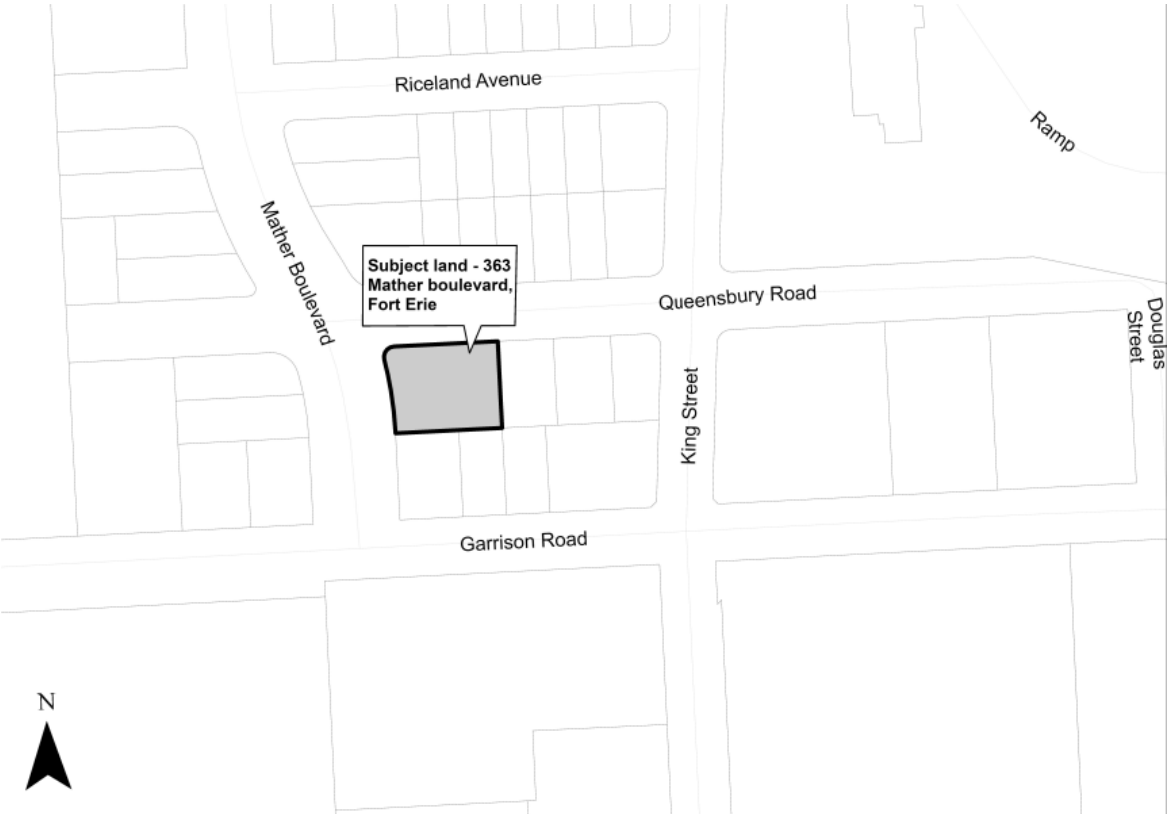 Riceland Avenue
Ramp
Mather Boulevard
Subject land - 363
Mather boulevard,
Fort Erie
Queensbury Road
Douglas
Street
King Street
Garrison Road
N